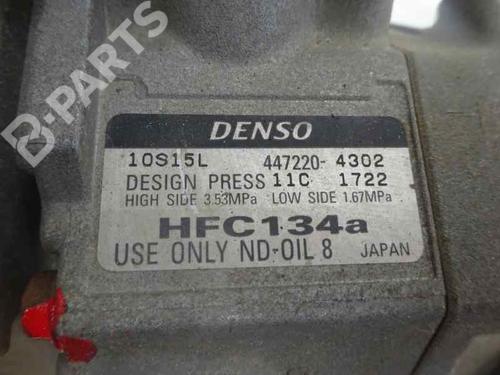 B-PARTS
DENSO
10S15L 447220-4302
DESIGN PRESS 11C 1722
HIGH SIDE 3.53MPa LOW SIDE 1.67MPa
HFC134a
USE ONLY ND-OIL 8 JAPAN